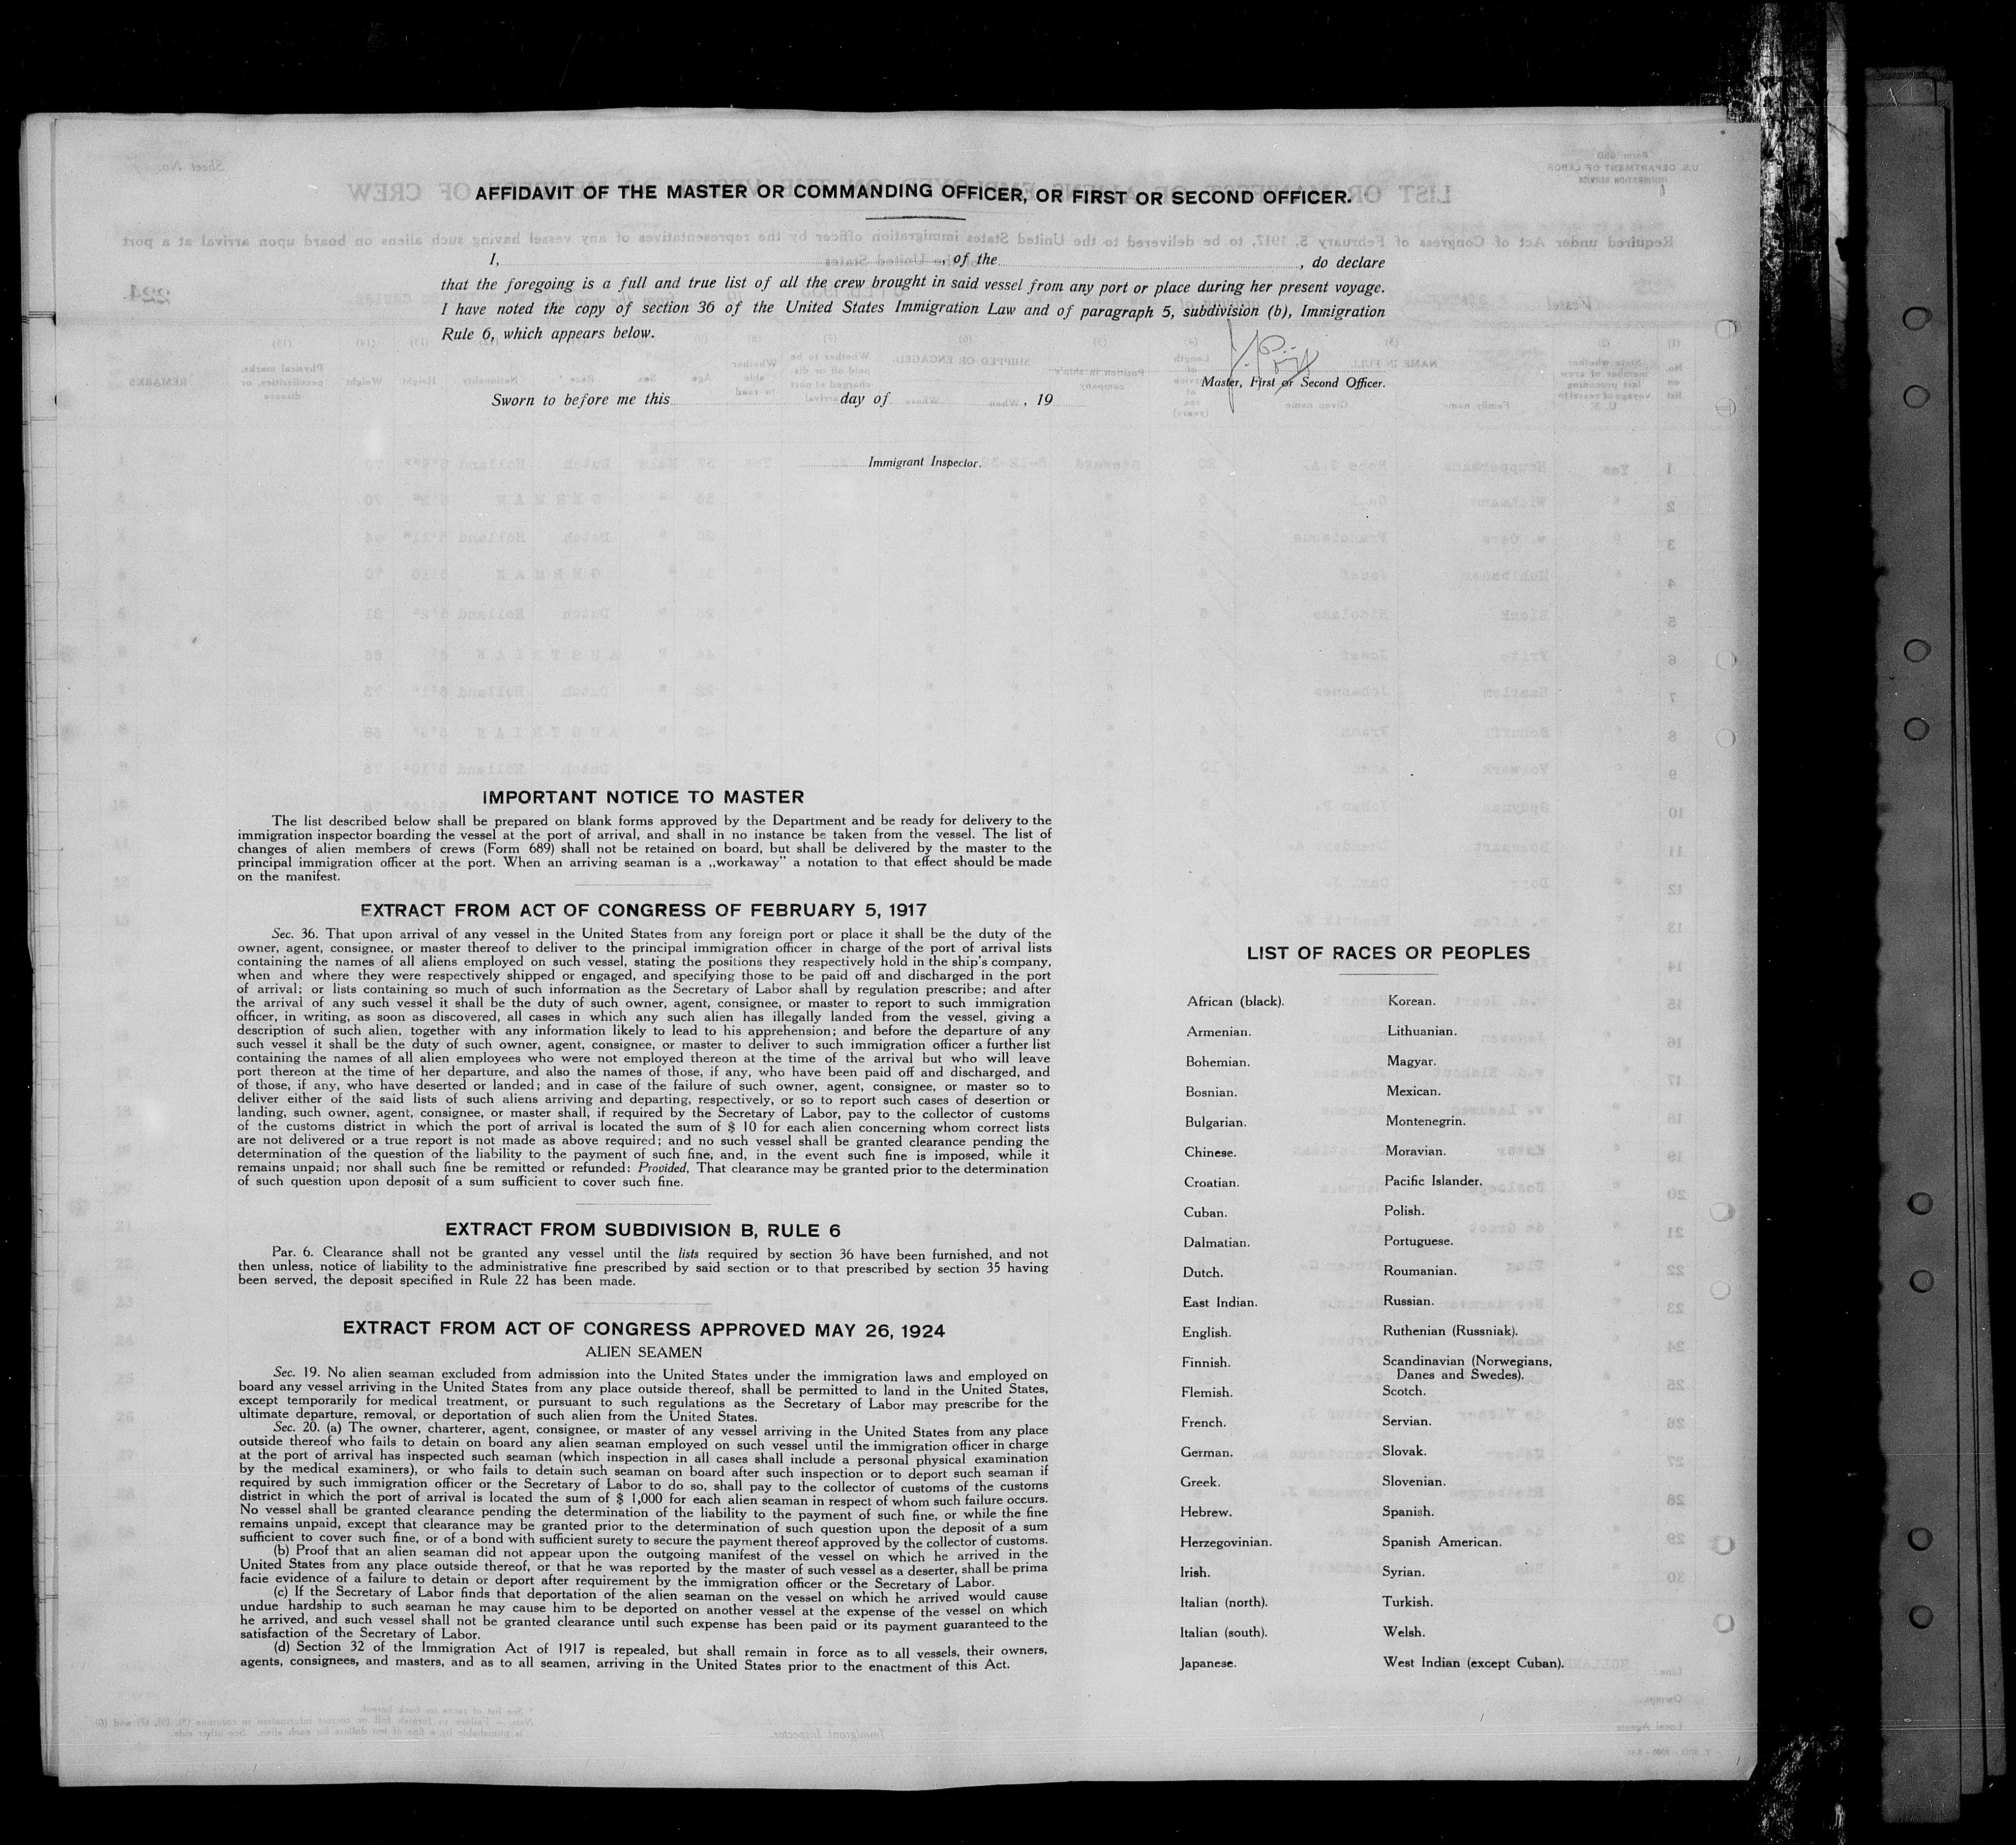 AFFIDAVIT OF THE MASTER OR COMMANDING OFFICER, OR FIRST OR SECOND OFFICER.
I, , of the , do declare
that the foregoing is a full and true list of all the crew brought in said vessel from any port or place during her present voyage.
I have noted the copy of section 36 of the United States Immigration Law and of paragraph 5, subdivision (b), Immigration
Rule 6, which appears below.
Master, First or Second Officer.
Sworn to before me this day of , 19
Immigrant Inspector.
IMPORTANT NOTICE TO MASTER
The list described below shall be prepared on blank forms approved by the Department and be ready for delivery to the
immigration inspector boarding the vessel at the port of arrival, and shall in no instance be taken from the vessel. The list of
changes of alien members of crews (Form 689) shall not be retained on board, but shall be delivered by the master to the
principal immigration officer at the port. When an arriving seaman is a „workaway" a notation to that effect should be made
on the manifest.
EXTRACT FROM ACT OF CONGRESS OF FEBRUARY 5, 1917
Sec. 36. That upon arrival of any vessel in the United States from any foreign port or place it shall be the duty of the
owner, agent, consignee, or master thereof to deliver to the principal immigration officer in charge of the port of arrival lists
containing the names of all aliens employed on such vessel, stating the positions they respectively hold in the ship's company,
when and where they were respectively shipped or engaged, and specifying those to be paid off and discharged in the port
of arrival; or lists containing so much of such information as the Secretary of Labor shall by regulation prescribe; and after
the arrival of any such vessel it shall be the duty of such owner, agent, consignee, or master to report to such immigration
officer, in writing, as soon as discovered, all cases in which any such alien has illegally landed from the vessel, giving a
description of such alien, together with any information likely to lead to his apprehension; and before the departure of any
such vessel it shall be the duty of such owner, agent, consignee, or master to deliver to such immigration officer a further list
containing the names of all alien employees who were not employed thereon at the time of the arrival but who will leave
port thereon at the time of her departure, and also the names of those, if any, who have been paid off and discharged, and
of those, if any, who have deserted or landed; and in case of the failure of such owner, agent, consignee, or master so to
deliver either of the said lists of such aliens arriving and departing, respectively, or so to report such cases of desertion or
landing, such owner, agent, consignee, or master shall, if required by the Secretary of Labor, pay to the collector of customs
of the customs district in which the port of arrival is located the sum of $ 10 for each alien concerning whom correct lists
are not delivered or a true report is not made as above required; and no such vessel shall be granted clearance pending the
determination of the question of the liability to the payment of such fine, and, in the event such fine is imposed, while it
remains unpaid; nor shall such fine be remitted or refunded: Provided, That clearance may be granted prior to the determination
of such question upon deposit of a sum sufficient to cover such fine.
EXTRACT FROM SUBDIVISION B, RULE 6
Par. 6. Clearance shall not be granted any vessel until the lists required by section 36 have been furnished, and not
then unless, notice of liability to the administrative fine prescribed by said section or to that prescribed by section 35 having
been served, the deposit specified in Rule 22 has been made.
EXTRACT FROM ACT OF CONGRESS APPROVED MAY 26, 1924
ALIEN SEAMEN
Sec. 19. No alien seaman excluded from admission into the United States under the immigration laws and employed on
board any vessel arriving in the United States from any place outside thereof, shall be permitted to land in the United States,
except temporarily for medical treatment, or pursuant to such regulations as the Secretary of Labor may prescribe for the
ultimate departure, removal, or deportation of such alien from the United States.
Sec. 20. (a) The owner, charterer, agent, consignee, or master of any vessel arriving in the United States from any place
outside thereof who fails to detain on board any alien seaman employed on such vessel until the immigration officer in charge
at the port of arrival has inspected such seaman (which inspection in all cases shall include a personal physical examination
by the medical examiners), or who fails to detain such seaman on board after such inspection or to deport such seaman if
required by such immigration officer or the Secretary of Labor to do so, shall pay to the collector of customs of the customs
district in which the port of arrival is located the sum of $ 1,000 for each alien seaman in respect of whom such failure occurs.
No vessel shall be granted clearance pending the determination of the liability to the payment of such fine, or while the fine
remains unpaid, except that clearance may be granted prior to the determination of such question upon the deposit of a sum
sufficient to cover such fine, or of a bond with sufficient surety to secure the payment thereof approved by the collector of customs.
(b) Proof that an alien seaman did not appear upon the outgoing manifest of the vessel on which he arrived in the
United States from any place outside thereof, or that he was reported by the master of such vessel as a deserter, shall be prima
facie evidence of a failure to detain or deport after requirement by the immigration officer or the Secretary of Labor.
(c) If the Secretary of Labor finds that deportation of the alien seaman on the vessel on which he arrived would cause
undue hardship to such seaman he may cause him to be deported on another vessel at the expense of the vessel on which
he arrived, and such vessel shall not be granted clearance until such expense has been paid or its payment guaranteed to the
satisfaction of the Secretary of Labor.
(d) Section 32 of the Immigration Act of 1917 is repealed, but shall remain in force as to all vessels, their owners,
agents, consignees, and masters, and as to all seamen, arriving in the United States prior to the enactment of this Act.
LIST OF RACES OR PEOPLES
African (black).
Armenian.
Bohemian.
Bosnian.
Bulgarian.
Chinese.
Croatian.
Cuban.
Dalmatian.
Dutch.
East Indian.
English.
Finnish.
Flemish.
French.
German.
Greek.
Hebrew.
Herzegovinian.
Irish.
Italian (north).
Italian (south).
Japanese.
Korean.
Lithuanian.
Magyar.
Mexican.
Montenegrin.
Moravian.
Pacific Islander.
Polish.
Portuguese.
Roumanian.
Russian.
Ruthenian (Russniak).
Scandinavian (Norwegians,
Danes and Swedes).
Scotch.
Servian.
Slovak.
Slovenian.
Spanish.
Spanish American.
Syrian.
Turkish.
Welsh.
West Indian (except Cuban).